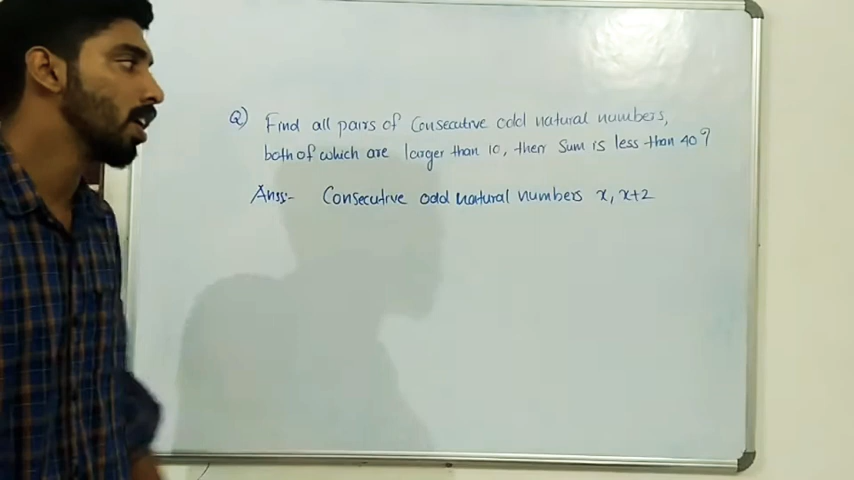 Q) Find all pairs of Consecutive odd natural numbers,
both of which are larger than 10, their Sum is less than 40?
Anss:- Consecutive odd natural numbers x, x+2